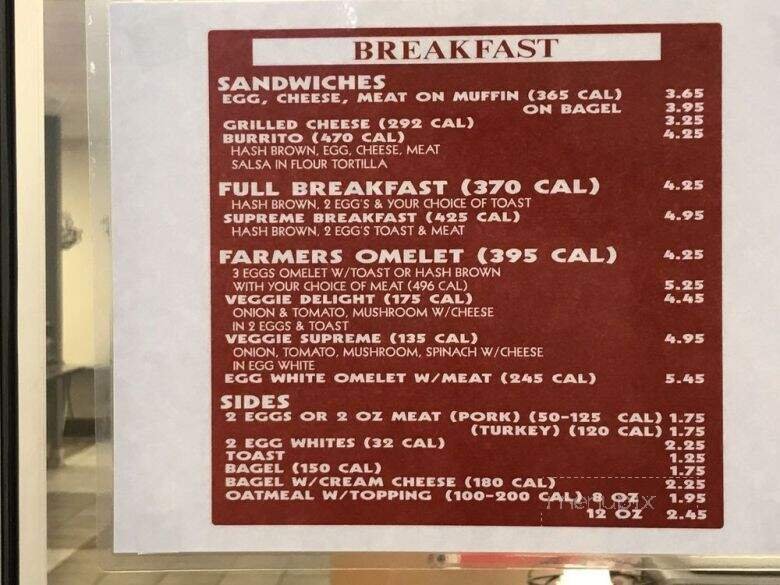 BREAKFAST
SANDWICHES
EGG, CHEESE, MEAT ON MUFFIN (365 CAL) 3.65
ON BAGEL 3.95
GRILLED CHEESE (292 CAL) 3.25
BURRITO (470 CAL) 4.25
HASH BROWN, EGG, CHEESE, MEAT
SALSA IN FLOUR TORTILLA
FULL BREAKFAST (370 CAL) 4.25
HASH BROWN, 2 EGG'S & YOUR CHOICE OF TOAST
SUPREME BREAKFAST (425 CAL) 4.95
HASH BROWN, 2 EGG'S TOAST & MEAT
FARMERS OMELET (395 CAL) 4.25
3 EGGS OMELET W/TOAST OR HASH BROWN
WITH YOUR CHOICE OF MEAT (496 CAL) 5.25
VEGGIE DELIGHT (175 CAL) 4.45
ONION & TOMATO, MUSHROOM W/CHEESE
IN 2 EGGS & TOAST
VEGGIE SUPREME (135 CAL) 4.95
ONION, TOMATO, MUSHROOM, SPINACH W/CHEESE
IN EGG WHITE
EGG WHITE OMELET W/MEAT (245 CAL) 5.45
SIDES
2 EGGS OR 2 OZ MEAT (PORK) (50-125 CAL) 1.75
(TURKEY) (120 CAL) 1.75
2 EGG WHITES (32 CAL) 2.25
TOAST 1.25
BAGEL (150 CAL) 1.75
BAGEL W/CREAM CHEESE (180 CAL) 2.25
OATMEAL W/TOPPING (100-200 CAL) 8 OZ 1.95
menupix
12 OZ 2.45